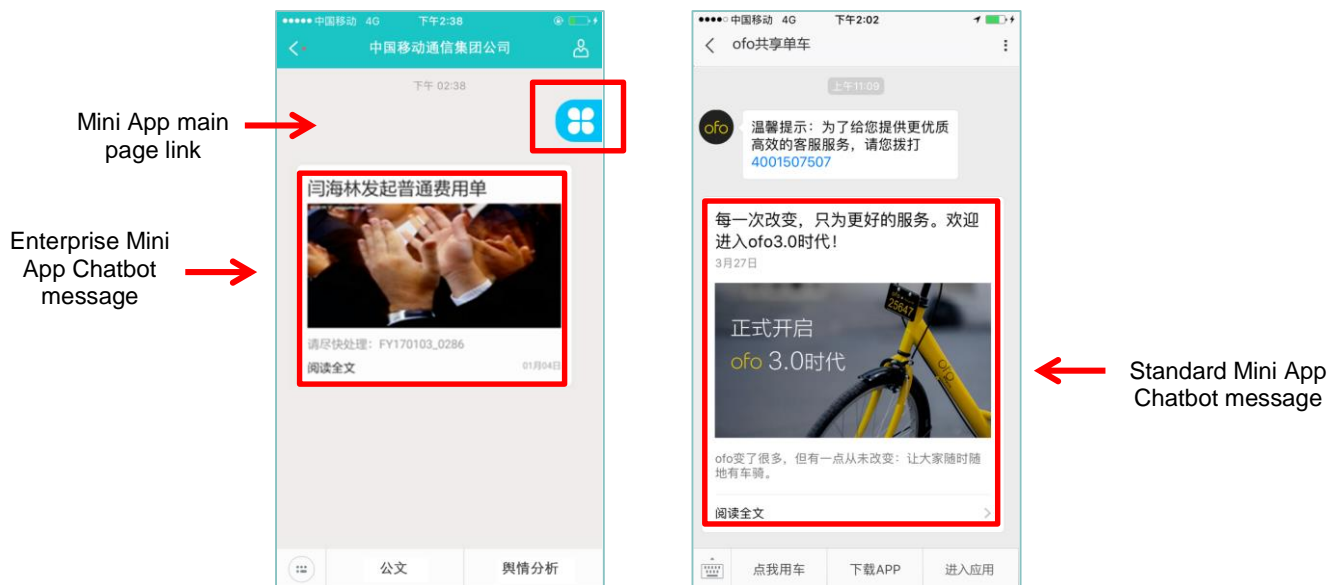 中国移动 4G 下午2:38
中国移动通信集团公司
下午 02:38
Mini App main
page link
闫海林发起普通费用单
Enterprise Mini
App Chatbot
message
请尽快处理：FY170103_0286
阅读全文 01月04日
公文 舆情分析
中国移动 4G 下午2:02
ofo共享单车
上午11:09
ofo
温馨提示：为了给您提供更优质
高效的客服服务，请您拨打
4001507507
每一次改变，只为更好的服务。欢迎
进入ofo3.0时代！
3月27日
25647
正式开启
ofo 3.0时代
ofo
ofo变了很多，但有一点从未改变：让大家随时随
地有车骑。
阅读全文
Standard Mini App
Chatbot message
点我用车 下载APP 进入应用